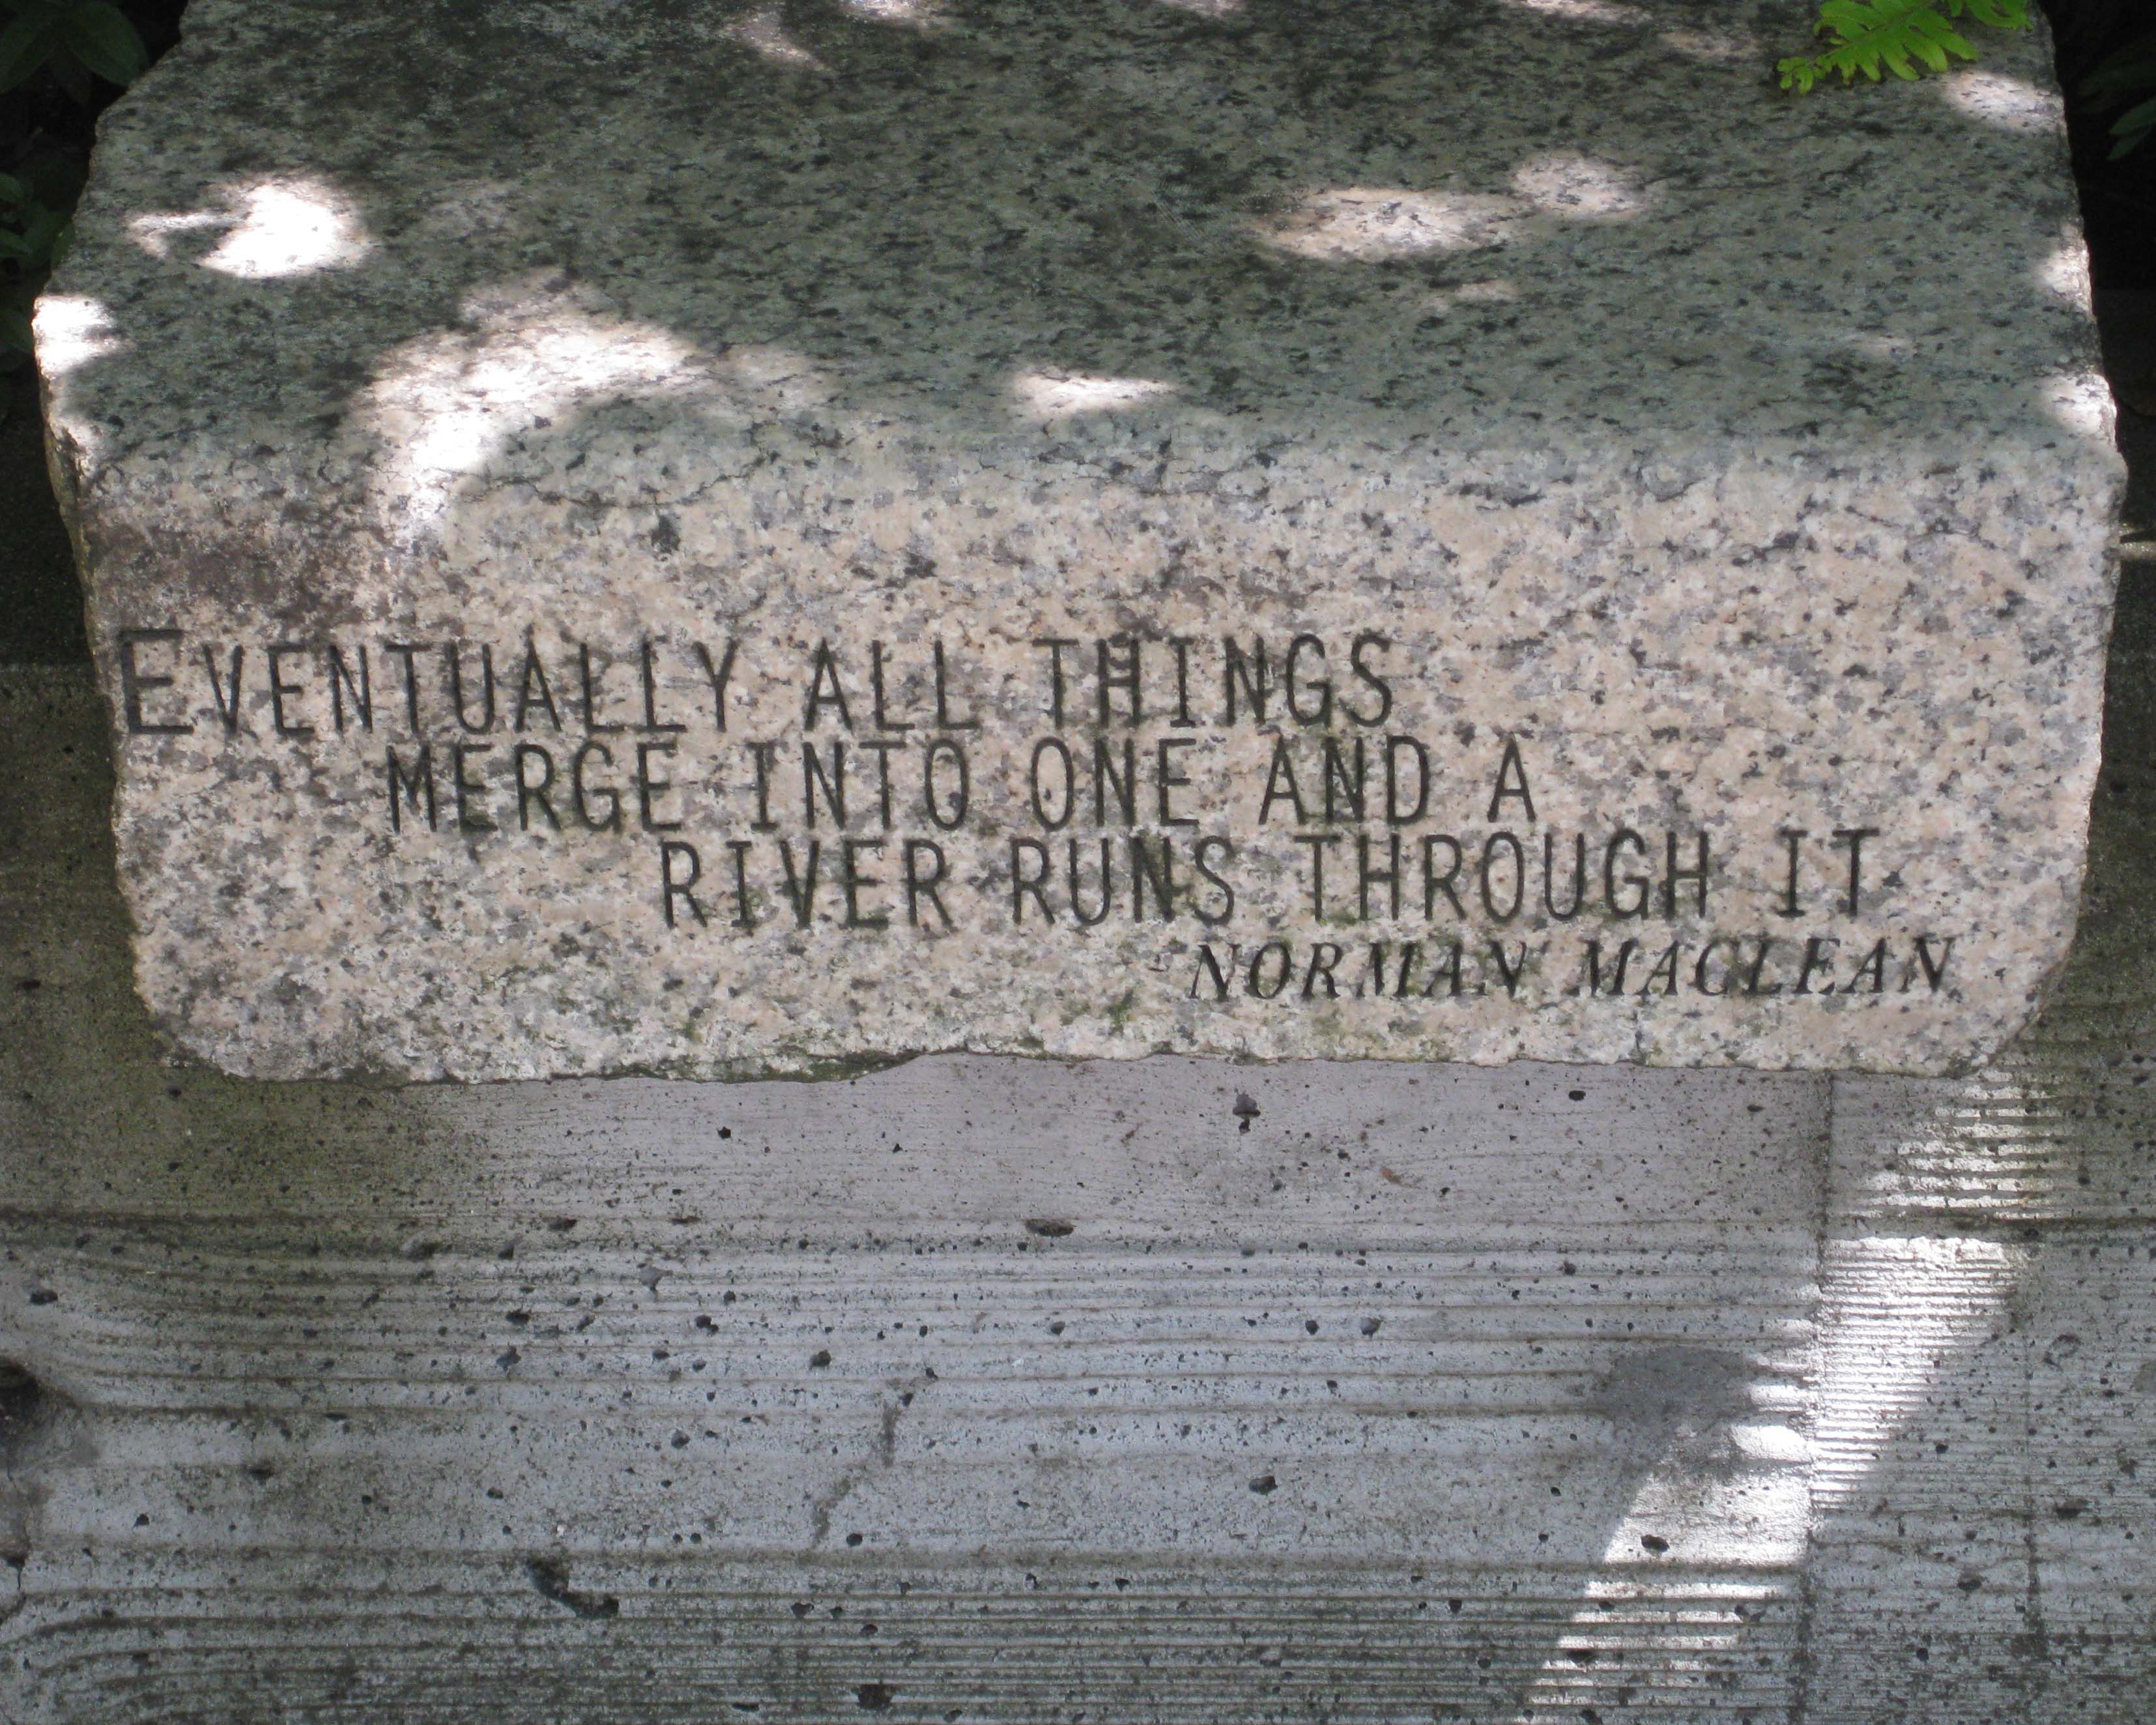 EVENTUALLY ALL THINGS
MERGE INTO ONE AND A
RIVER RUNS THROUGH IT
NORMAN MACLEAN